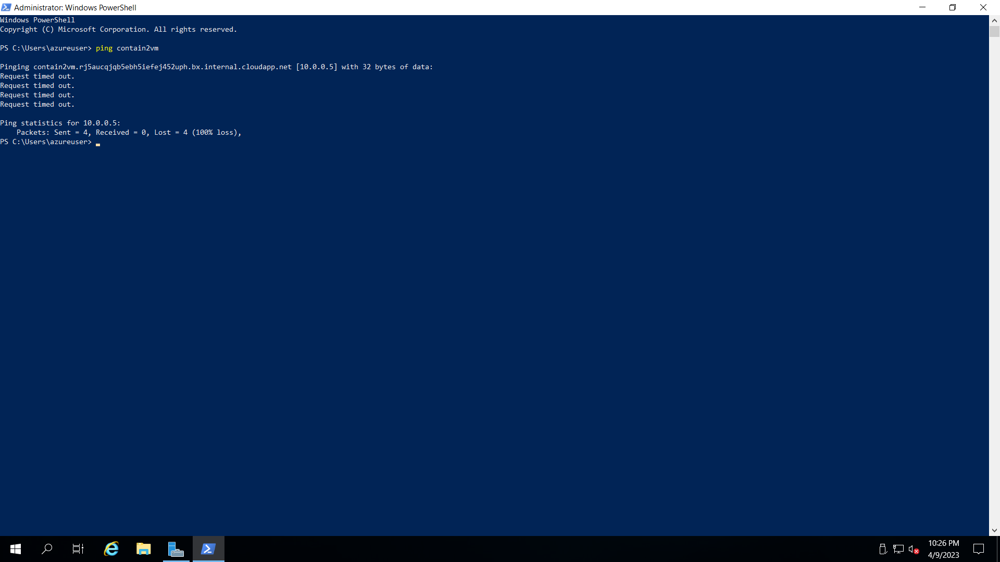 Administrator: Windows PowerShell
Windows PowerShell
Copyright (C) Microsoft Corporation. All rights reserved.
PS C:\Users\azureuser> ping contain2vm
Pinging contain2vm.rj5aucqjqb5ebh5iefej452uph.bx.internal.cloudapp.net [10.0.0.5] with 32 bytes of data:
Request timed out.
Request timed out.
Request timed out.
Request timed out.
Ping statistics for 10.0.0.5:
    Packets: Sent = 4, Received = 0, Lost = 4 (100% loss),
PS C:\Users\azureuser>
10:26 PM
4/9/2023